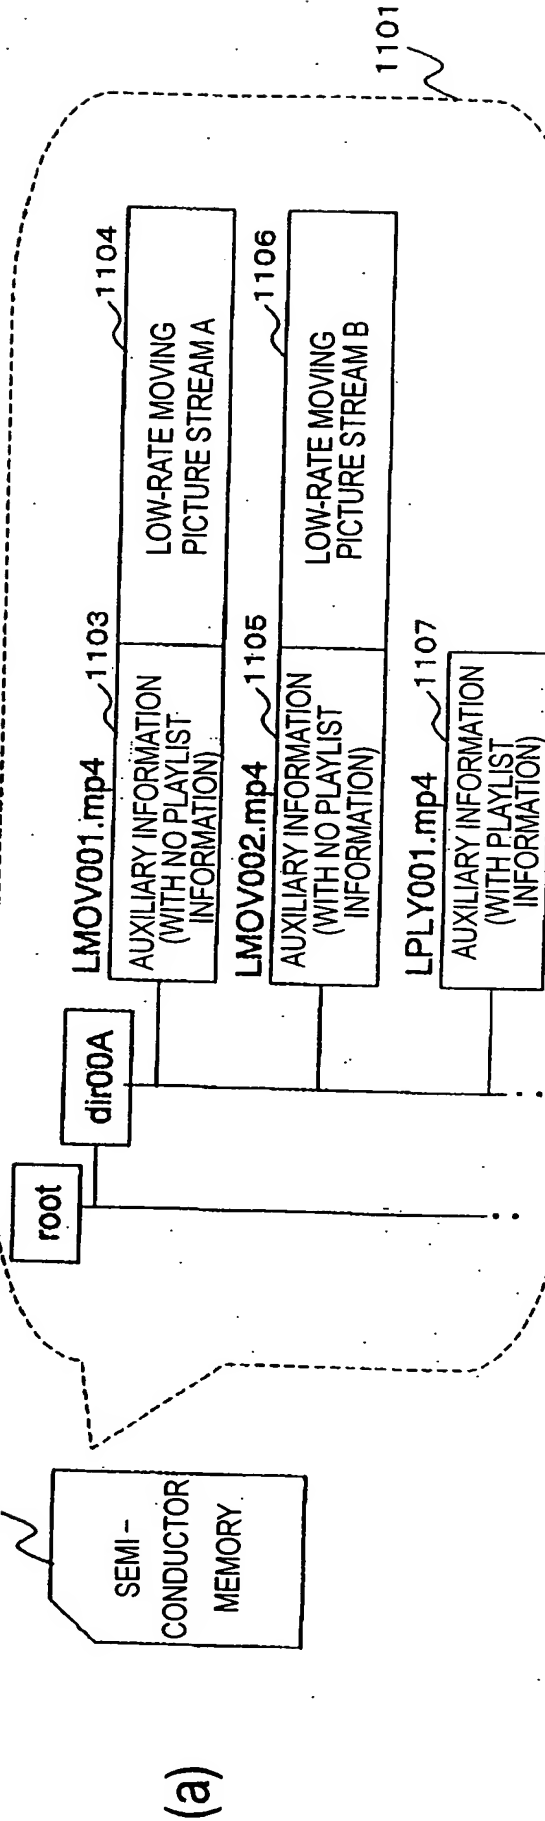 (a)
SEMI-
CONDUCTOR
MEMORY
1101
root
dir00A
LMOV001.mp4
1103
1104
AUXILIARY INFORMATION
(WITH NO PLAYLIST
INFORMATION)
LOW-RATE MOVING
PICTURE STREAM A
LMOV002.mp4
1105
1106
AUXILIARY INFORMATION
(WITH NO PLAYLIST
INFORMATION)
LOW-RATE MOVING
PICTURE STREAM B
LPLY001.mp4
1107
AUXILIARY INFORMATION
(WITH PLAYLIST
INFORMATION)